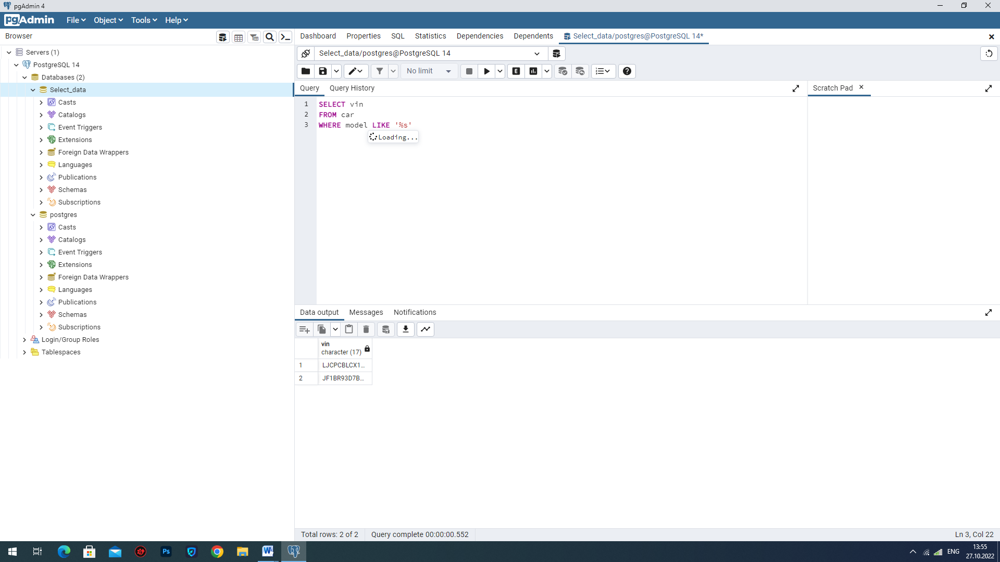 pgAdmin 4
pgAdmin File Object Tools Help
Browser
Dashboard Properties SQL Statistics Dependencies Dependents Select_data/postgres@PostgreSQL 14*
Servers (1)
PostgreSQL 14
Databases (2)
Select_data
Casts
Catalogs
Event Triggers
Extensions
Foreign Data Wrappers
Languages
Publications
Schemas
Subscriptions
postgres
Casts
Catalogs
Event Triggers
Extensions
Foreign Data Wrappers
Languages
Publications
Schemas
Subscriptions
Login/Group Roles
Tablespaces
Select_data/postgres@PostgreSQL 14
No limit
E
Query Query History
Scratch Pad
1 SELECT vin
2 FROM car
3 WHERE model LIKE '%s'
Loading...
Data output Messages Notifications
vin
character (17)
1 LJCPCBLCX1...
2 JF1BR93D7B...
Total rows: 2 of 2 Query complete 00:00:00.552 Ln 3, Col 22
Ps
W
ENG
13:55
27.10.2022